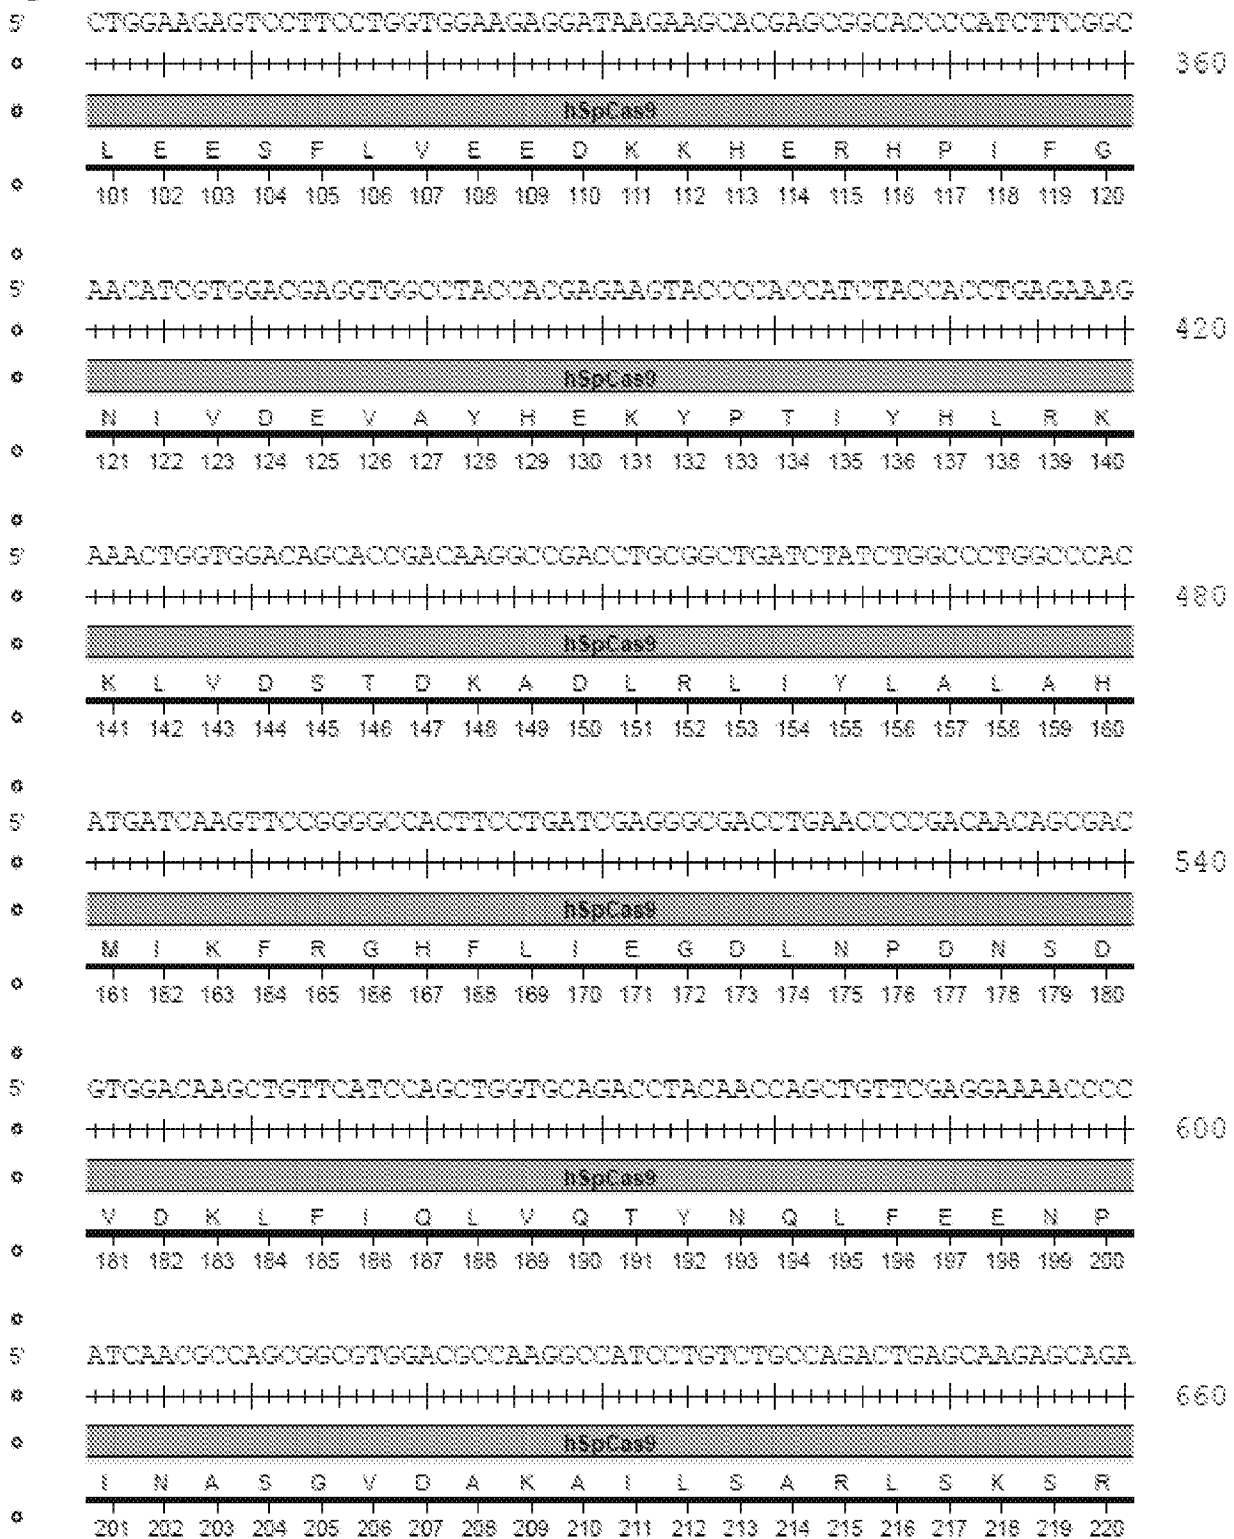 5' CTGGAAGAGTCCTTCCTGGTGGAAGAGGATAAGAAGCACGAGCGGCACCCCATCTTCGGC
360
hSpCas9
L E E S F L V E E D K K H E R H P I F G
101 102 103 104 105 106 107 108 109 110 111 112 113 114 115 116 117 118 119 120
5' AACATCGTGGACGAGGTGGCCTACCACGAGAAGTACCCCACCATCTACCACCTGAGAAAG
420
hSpCas9
N I V D E V A Y H E K Y P T I Y H L R K
121 122 123 124 125 126 127 128 129 130 131 132 133 134 135 136 137 138 139 140
5' AAACTGGTGGACAGCACCGACAAGGCCGACCTGCGGCTGATCTATCTGGCCCTGGCCCAC
480
hSpCas9
K L V D S T D K A D L R L I Y L A L A H
141 142 143 144 145 146 147 148 149 150 151 152 153 154 155 156 157 158 159 160
5' ATGATCAAGTTCCGGGGCCACTTCCTGATCGAGGGCGACCTGAACCCCGACAACAGCGAC
540
hSpCas9
M I K F R G H F L I E G D L N P D N S D
161 162 163 164 165 166 167 168 169 170 171 172 173 174 175 176 177 178 179 180
5' GTGGACAAGCTGTTCATCCAGCTGGTGCAGACCTACAACCAGCTGTTCGAGGAAAACCCC
600
hSpCas9
V D K L F I Q L V Q T Y N Q L F E E N P
181 182 183 184 185 186 187 188 189 190 191 192 193 194 195 196 197 198 199 200
5' ATCAACGCCAGCGGCGTGGACGCCAAGGCCATCCTGTCTGCCAGACTGAGCAAGAGCAGA
660
hSpCas9
I N A S G V D A K A I L S A R L S K S R
201 202 203 204 205 206 207 208 209 210 211 212 213 214 215 216 217 218 219 220